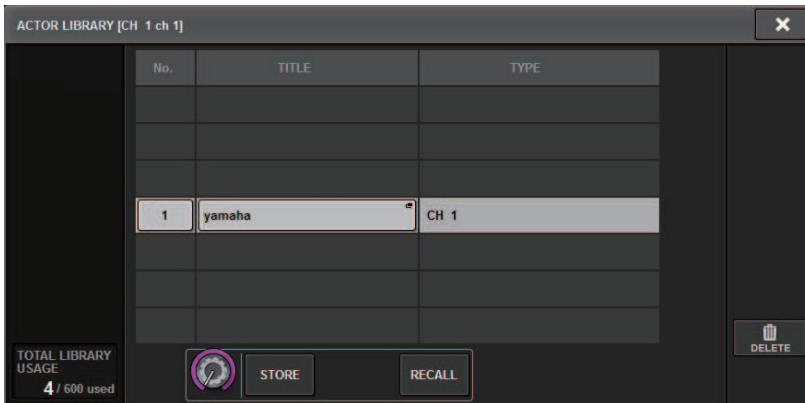 ACTOR LIBRARY [CH  1 ch 1]
No. TITLE TYPE
1 yamaha CH 1
DELETE
TOTAL LIBRARY
USAGE
4 / 600 used
STORE RECALL